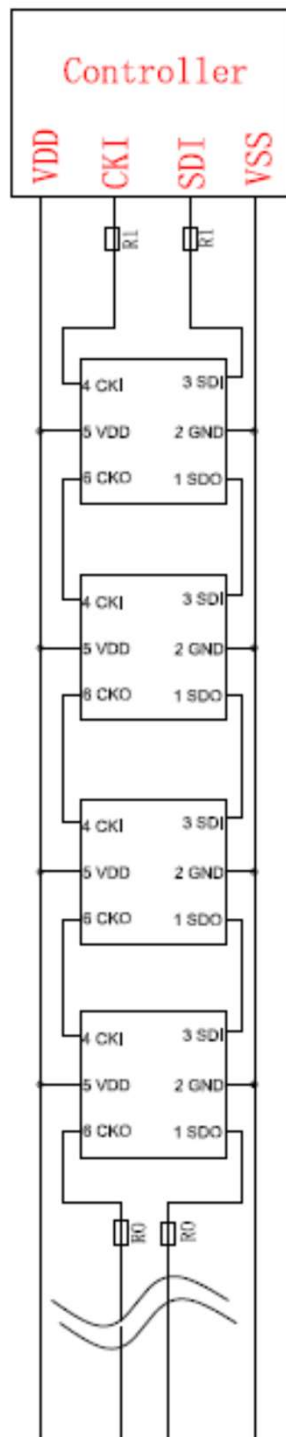 Controller
VDD CKI SDI VSS
R1 R1
4 CKI 3 SDI
5 VDD 2 GND
6 CKO 1 SDO
4 CKI 3 SDI
5 VDD 2 GND
6 CKO 1 SDO
4 CKI 3 SDI
5 VDD 2 GND
6 CKO 1 SDO
4 CKI 3 SDI
5 VDD 2 GND
6 CKO 1 SDO
RO RO